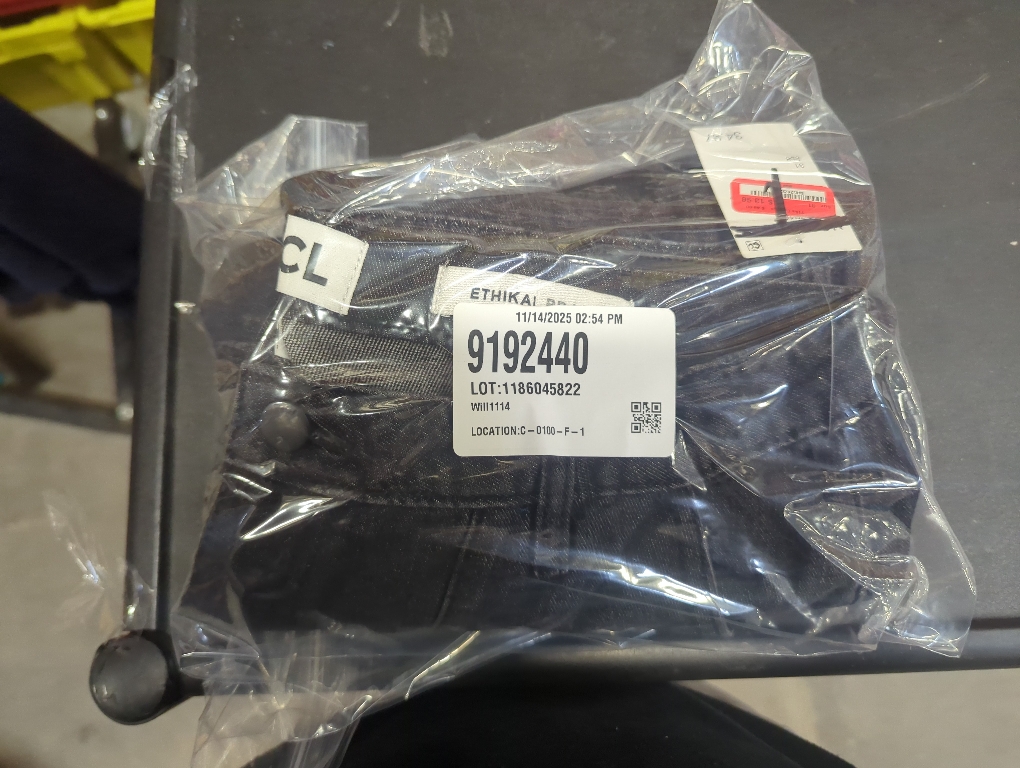 CL
ETHIKAL
11/14/2025 02:54 PM
9192440
LOT:1186045822
Will1114
LOCATION:C-0100-F-1